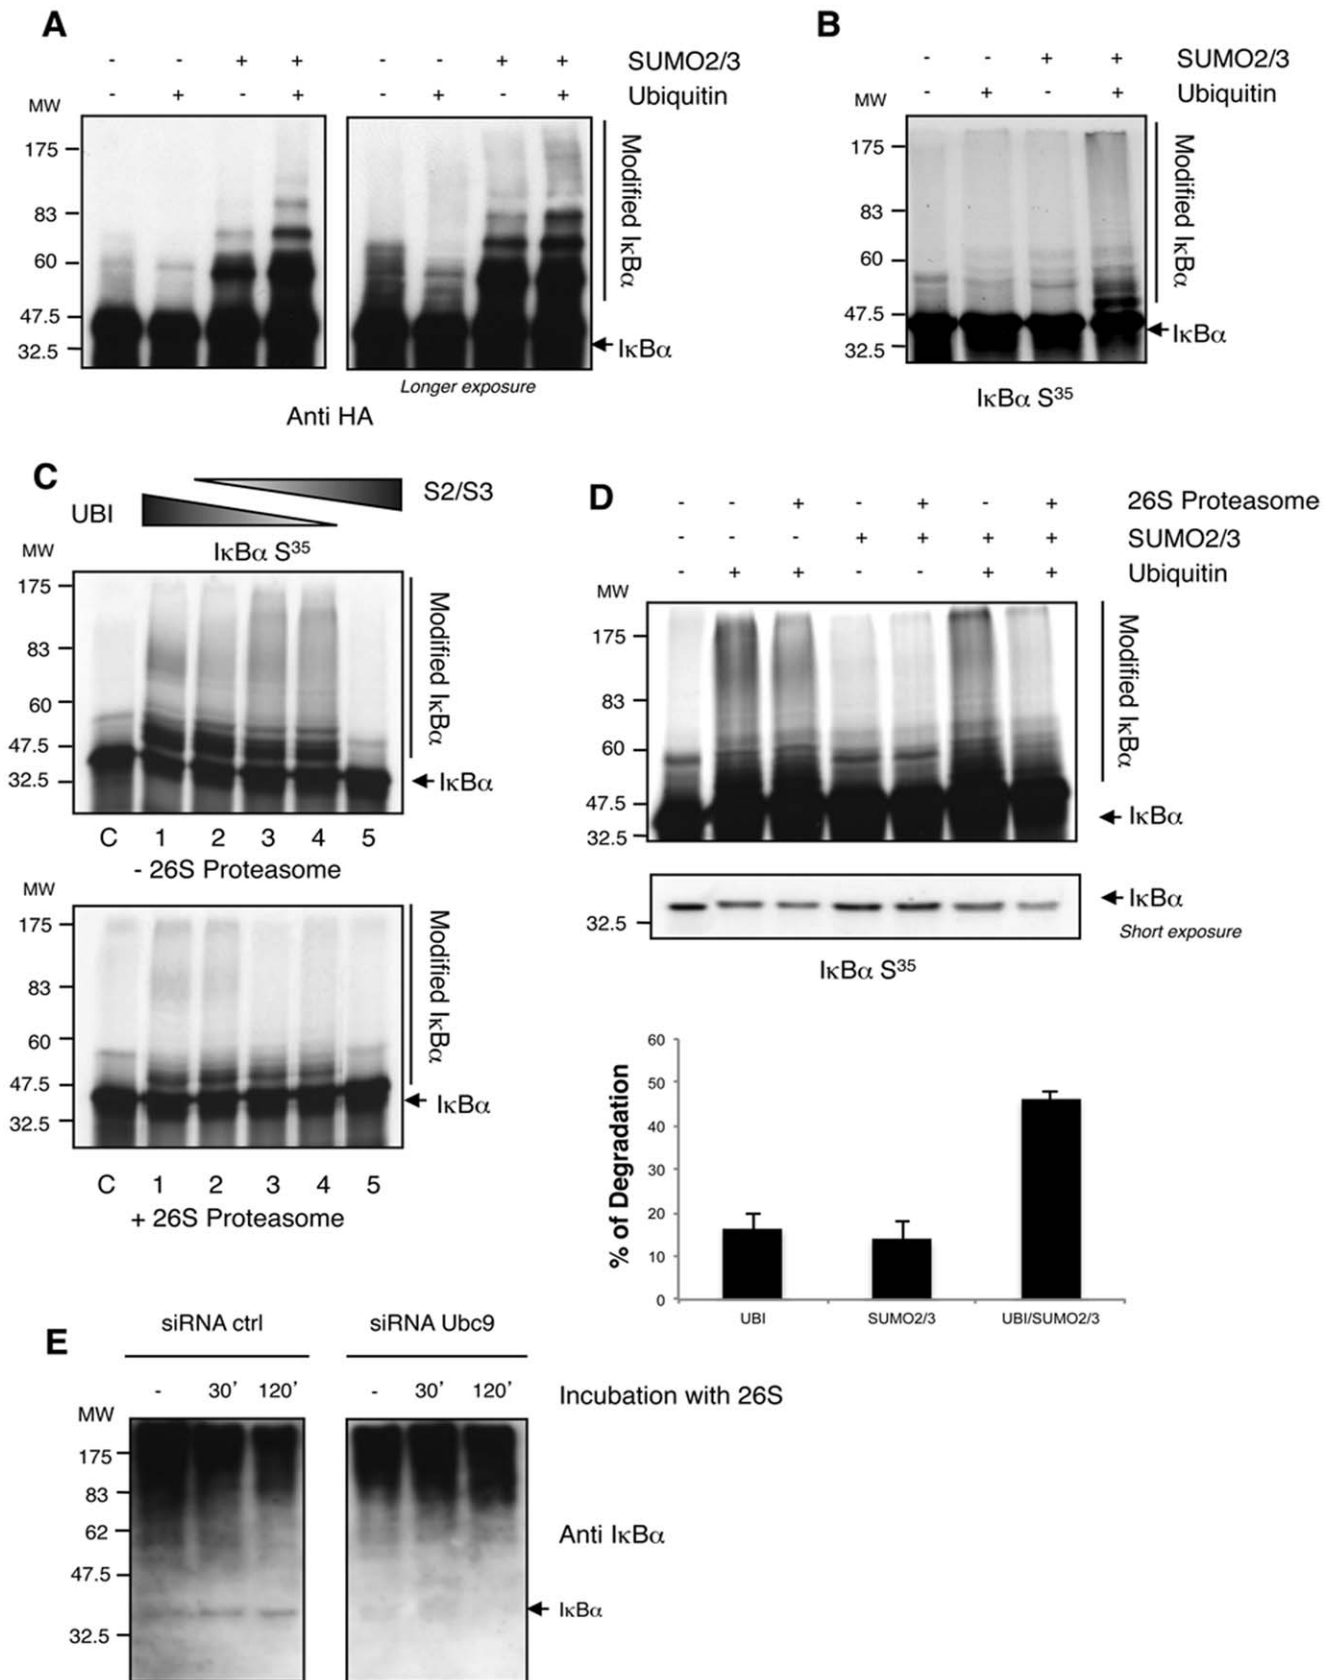 A
- - + + - - + + SUMO2/3
- + - + - + - + Ubiquitin
MW
175
83
60
47.5
32.5
Modified IκBα
IκBα
Longer exposure
Anti HA
B
- - + + SUMO2/3
- + - + Ubiquitin
MW
175
83
60
47.5
32.5
Modified IκBα
IκBα
IκBα S35
C
UBI
S2/S3
IκBα S35
MW
175
83
60
47.5
32.5
Modified IκBα
IκBα
C 1 2 3 4 5
- 26S Proteasome
MW
175
83
60
47.5
32.5
Modified IκBα
IκBα
C 1 2 3 4 5
+ 26S Proteasome
D
- - + - + - + 26S Proteasome
- - - + + + + SUMO2/3
- + + - - + + Ubiquitin
MW
175
83
60
47.5
32.5
Modified IκBα
IκBα
32.5
IκBα
Short exposure
IκBα S35
% of Degradation
60
50
40
30
20
10
0
UBI SUMO2/3 UBI/SUMO2/3
E
siRNA ctrl siRNA Ubc9
- 30' 120' - 30' 120' Incubation with 26S
MW
175
83
62
47.5
32.5
Anti IκBα
IκBα